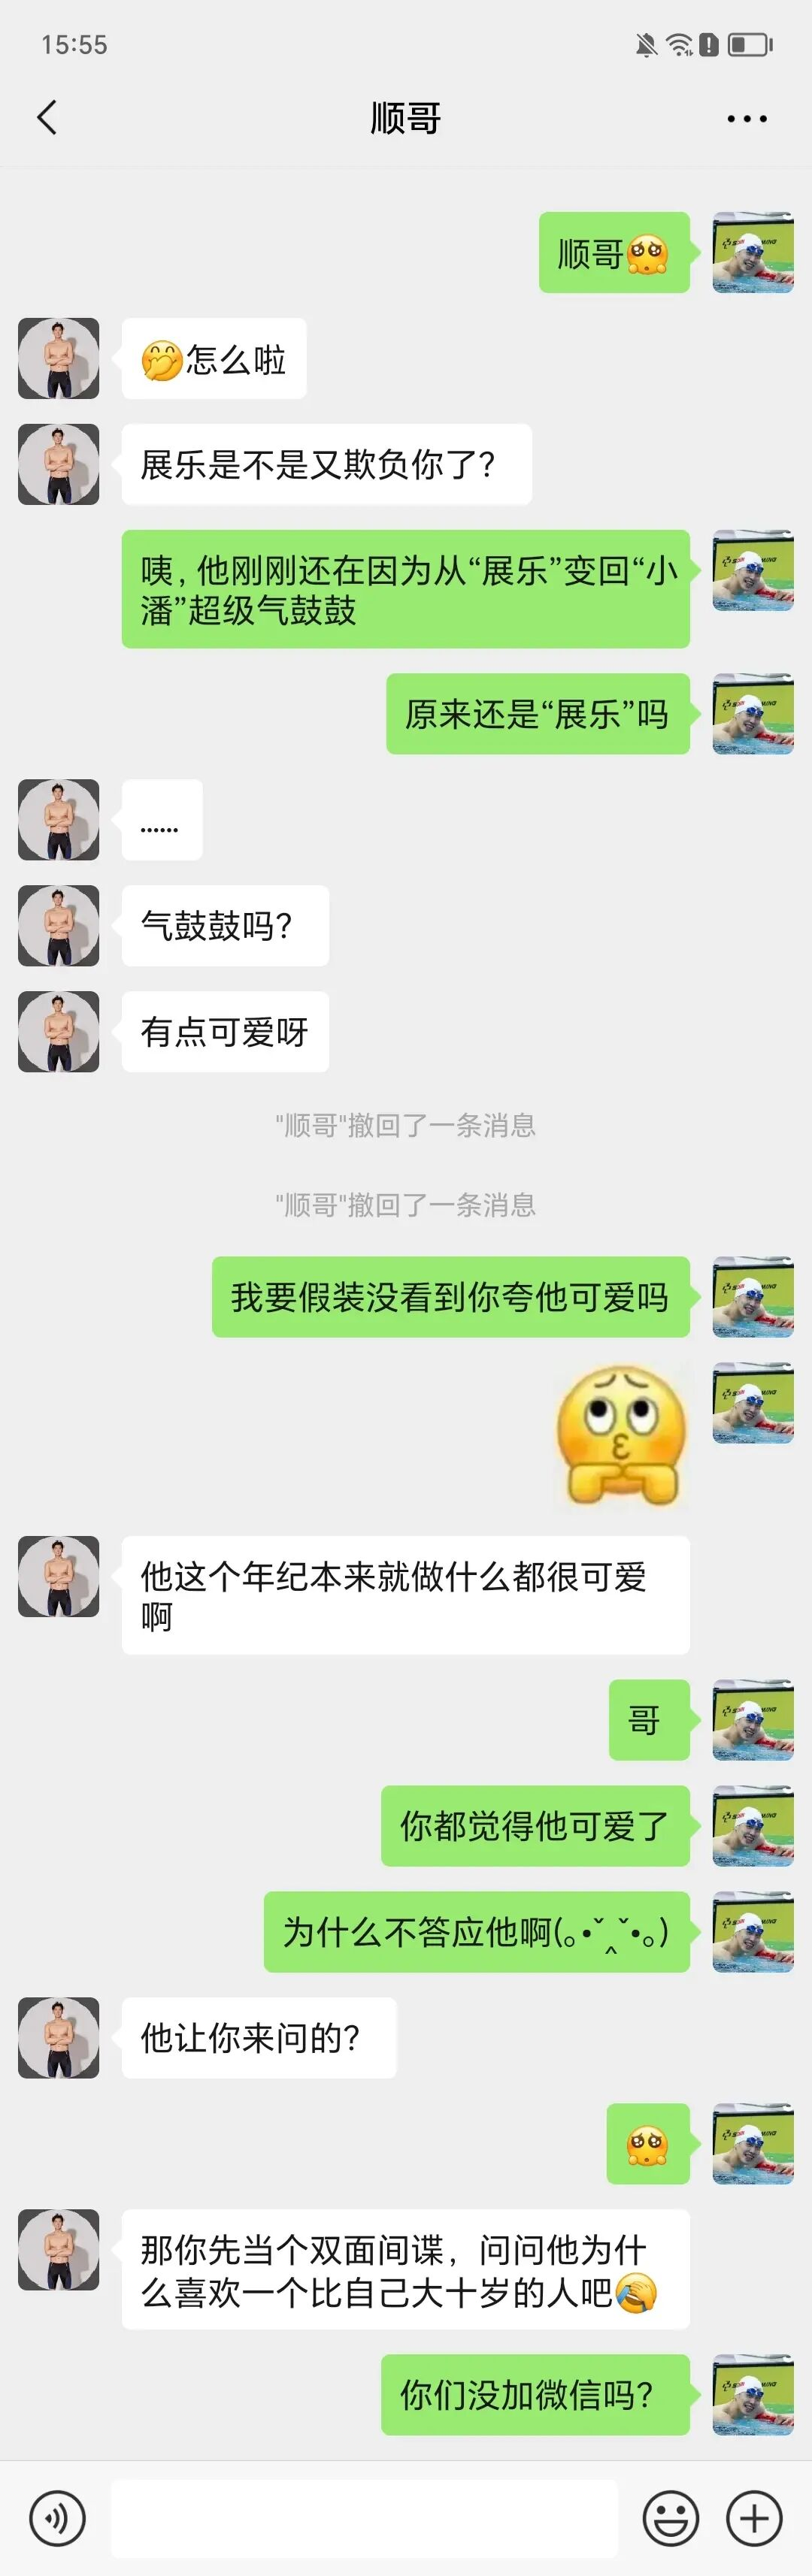 15:55
顺哥
顺哥🥺
🤭怎么啦
展乐是不是又欺负你了?
咦,他刚刚还在因为从“展乐”变回“小
潘”超级气鼓鼓
原来还是“展乐”吗
......
气鼓鼓吗?
有点可爱呀
"顺哥"撤回了一条消息
"顺哥"撤回了一条消息
我要假装没看到你夸他可爱吗
他这个年纪本来就做什么都很可爱
啊
哥
你都觉得他可爱了
为什么不答应他啊(｡•ˇ‸ˇ•｡)
他让你来问的?
🥺
那你先当个双面间谍，问问他为什
么喜欢一个比自己大十岁的人吧🤣
你们没加微信吗?